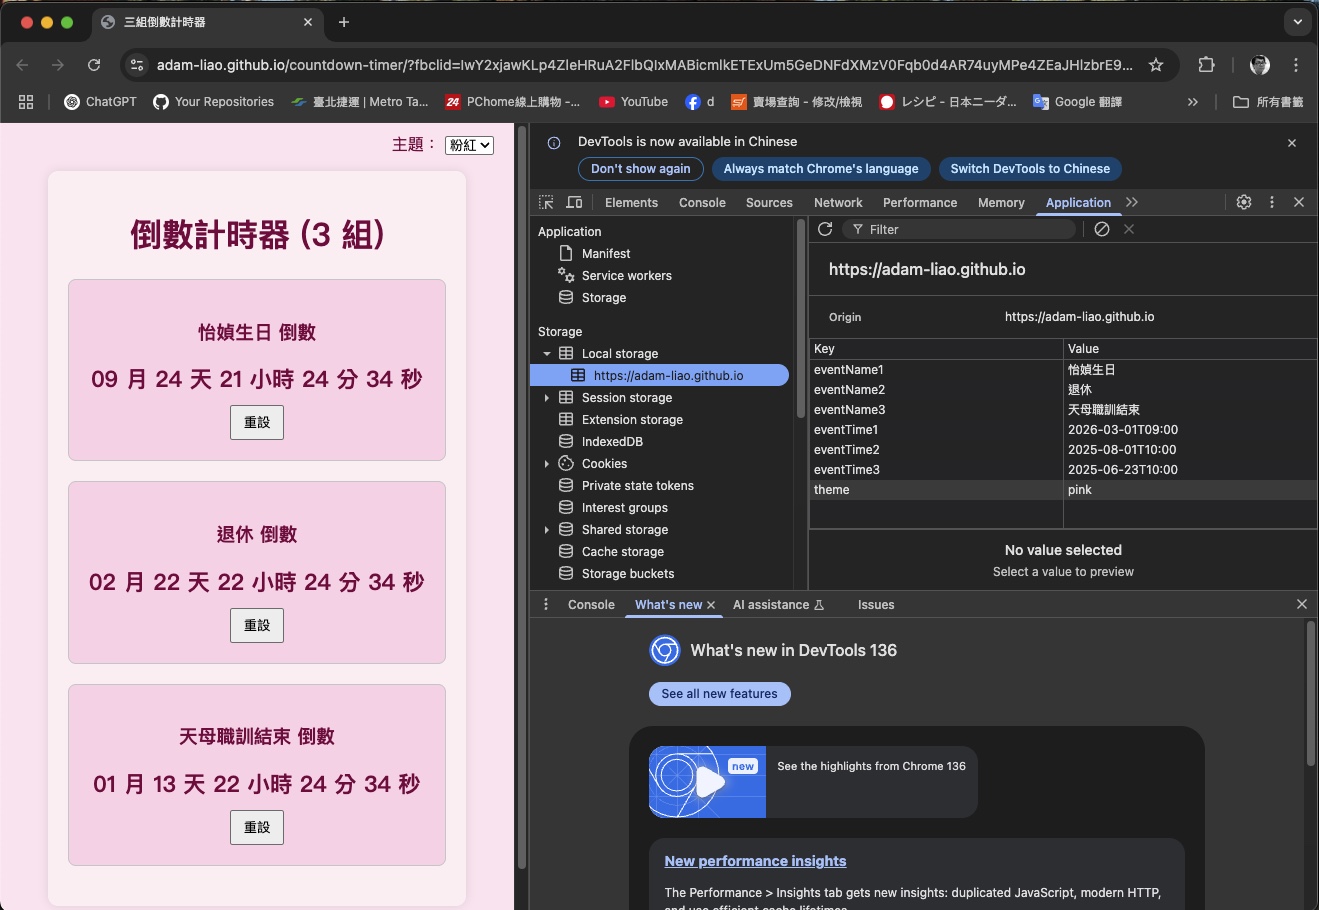 三組倒數計時器
adam-liao.github.io/countdown-timer/?fbclid=IwY2xjawKLp4ZleHRuA2FlbQIxMABicmlkETExUm5GeDNFdXMzV0Fqb0d4AR74uyMPe4ZEaJHIzbrE9...
ChatGPT
Your Repositories
臺北捷運 | Metro Ta...
24 PChome線上購物 -...
YouTube
d
賣場查詢 - 修改/檢視
レシピ - 日本ニーダ...
Google 翻譯
所有書籤
主題：
粉紅
倒數計時器 (3 組)
怡媜生日 倒數
09 月 24 天 21 小時 24 分 34 秒
重設
退休 倒數
02 月 22 天 22 小時 24 分 34 秒
重設
天母職訓結束 倒數
01 月 13 天 22 小時 24 分 34 秒
重設
DevTools is now available in Chinese
Don't show again
Always match Chrome's language
Switch DevTools to Chinese
Elements
Console
Sources
Network
Performance
Memory
Application
Application
Manifest
Service workers
Storage
Storage
Local storage
https://adam-liao.github.io
Session storage
Extension storage
IndexedDB
Cookies
Private state tokens
Interest groups
Shared storage
Cache storage
Storage buckets
Filter
https://adam-liao.github.io
Origin https://adam-liao.github.io
Key Value
eventName1 怡媜生日
eventName2 退休
eventName3 天母職訓結束
eventTime1 2026-03-01T09:00
eventTime2 2025-08-01T10:00
eventTime3 2025-06-23T10:00
theme pink
No value selected
Select a value to preview
Console
What's new
AI assistance
Issues
What's new in DevTools 136
See all new features
new
See the highlights from Chrome 136
New performance insights
The Performance > Insights tab gets new insights: duplicated JavaScript, modern HTTP,
and use efficient cache lifetimes.